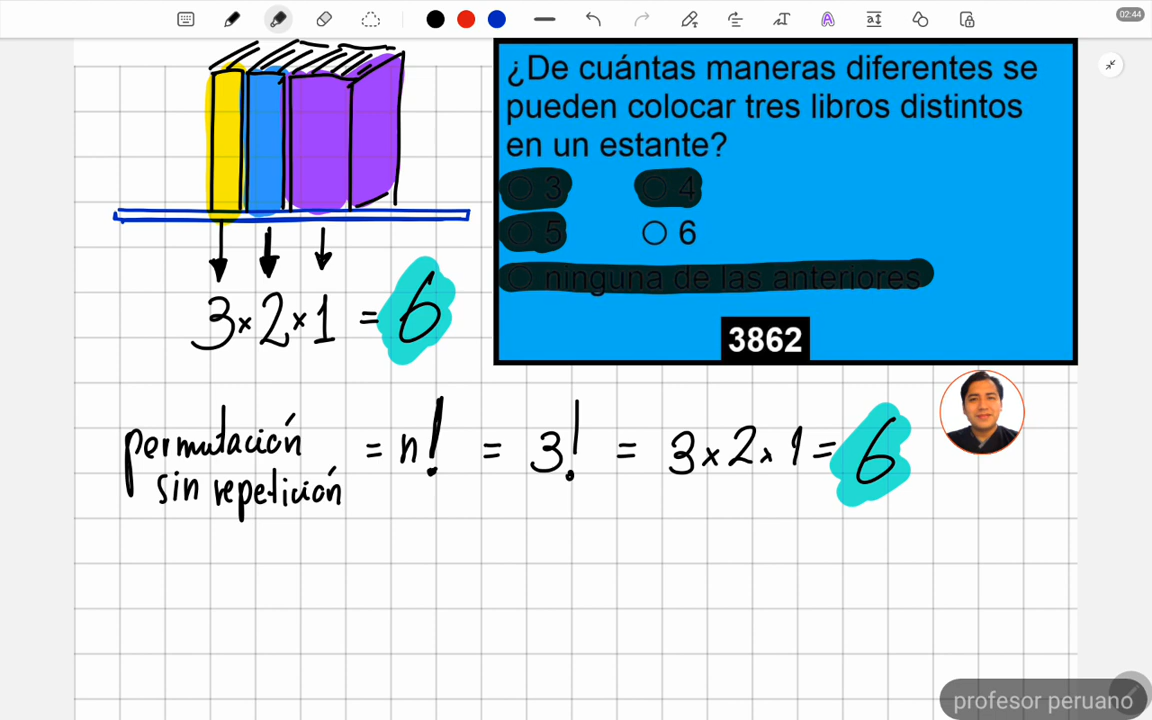 02:44
¿De cuántas maneras diferentes se
pueden colocar tres libros distintos
en un estante?
3 4
5 6
ninguna de las anteriores
3862
3×2×1 = 6
permutación
sin repetición
= n! = 3! = 3×2×1= 6
profesor peruano